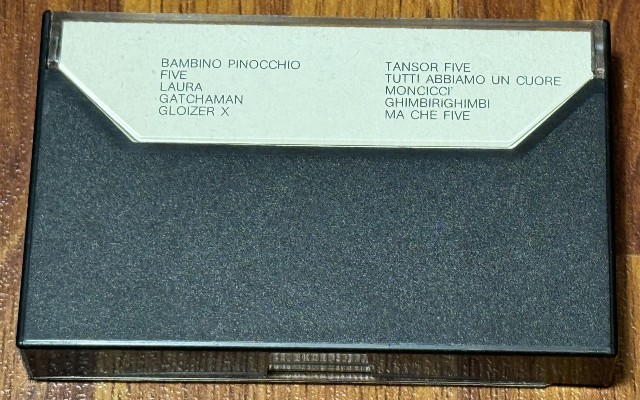 BAMBINO PINOCCHIO
FIVE
LAURA
GATCHAMAN
GLOIZER X
TANSOR FIVE
TUTTI ABBIAMO UN CUORE
MONCICCI'
GHIMBIRIGHIMBI
MA CHE FIVE